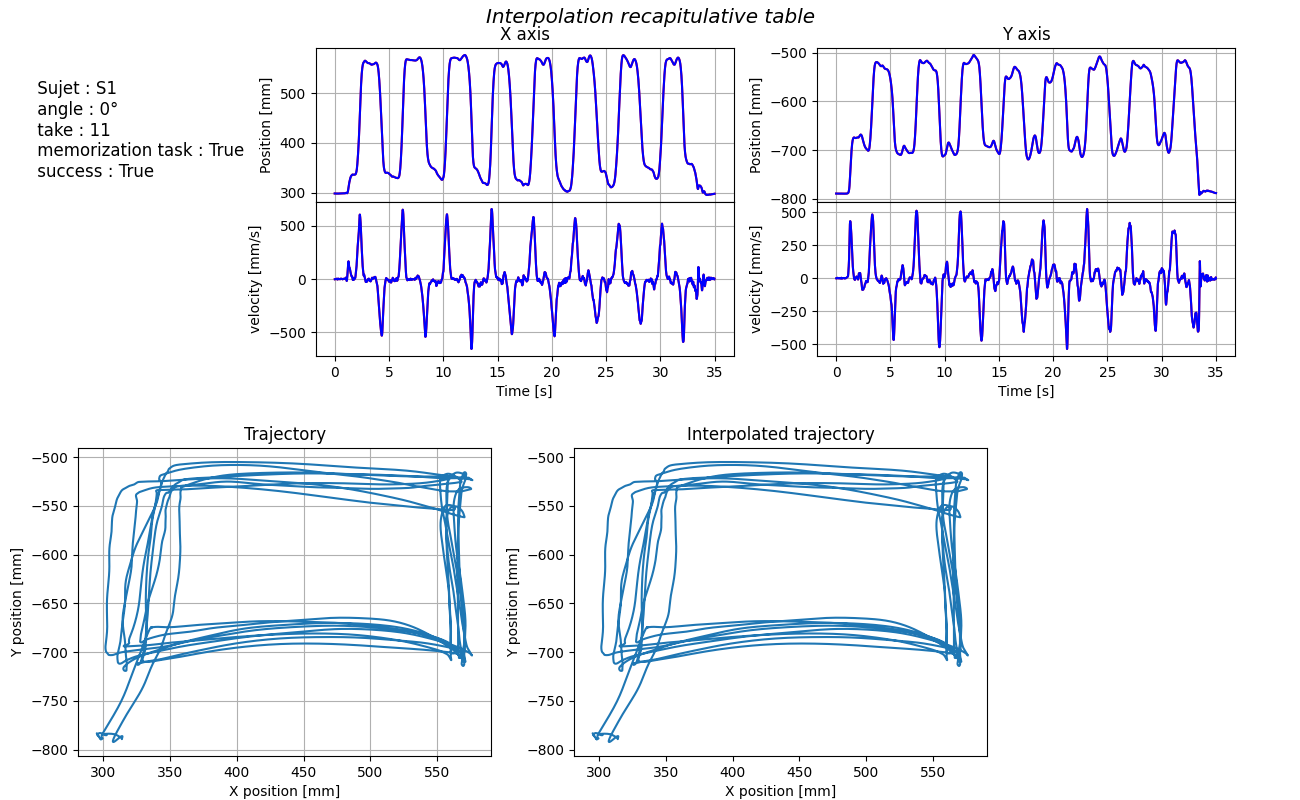 Interpolation recapitulative table
X axis
Y axis
Sujet : S1
angle : 0°
take : 11
memorization task : True
success : True
Position [mm]
500
400
300
velocity [mm/s]
500
0
−500
0 5 10 15 20 25 30 35
Time [s]
Position [mm]
−500
−600
−700
−800
velocity [mm/s]
500
250
0
−250
−500
0 5 10 15 20 25 30 35
Time [s]
Trajectory
Y position [mm]
−500
−550
−600
−650
−700
−750
−800
300 350 400 450 500 550
X position [mm]
Interpolated trajectory
Y position [mm]
−500
−550
−600
−650
−700
−750
−800
300 350 400 450 500 550
X position [mm]